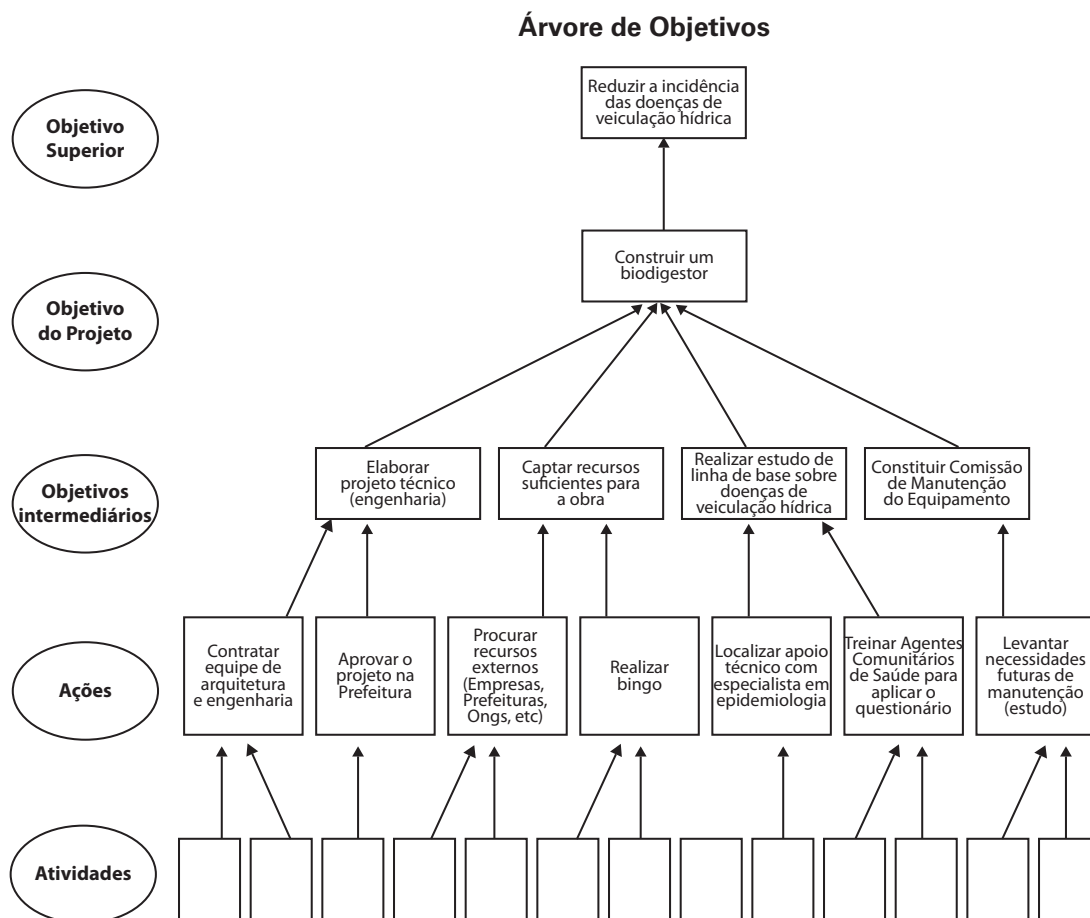 Árvore de Objetivos
Objetivo
Superior
Reduzir a incidência
das doenças de
veiculação hídrica
Objetivo
do Projeto
Construir um
biodigestor
Objetivos
intermediários
Elaborar
projeto técnico
(engenharia)
Captar recursos
suficientes para
a obra
Realizar estudo de
linha de base sobre
doenças de
veiculação hídrica
Constituir Comissão
de Manutenção
do Equipamento
Ações
Contratar
equipe de
arquitetura
e engenharia
Aprovar o
projeto na
Prefeitura
Procurar
recursos
externos
(Empresas,
Prefeituras,
Ongs, etc)
Realizar
bingo
Localizar apoio
técnico com
especialista em
epidemiologia
Treinar Agentes
Comunitários
de Saúde para
aplicar o
questionário
Levantar
necessidades
futuras de
manutenção
(estudo)
Atividades